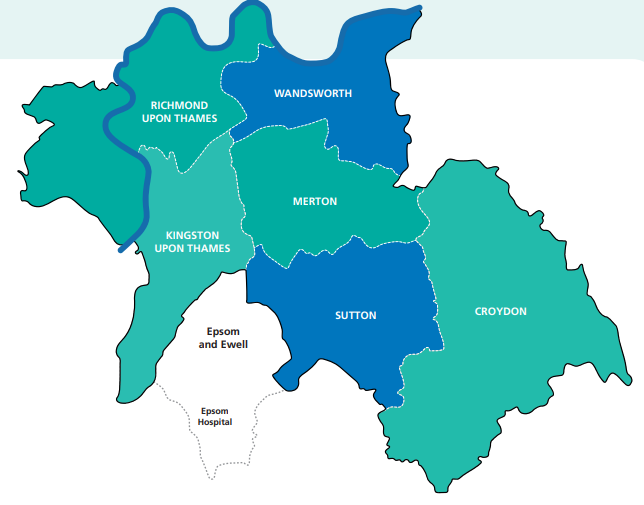 WANDSWORTH
RICHMOND
UPON THAMES
MERTON
KINGSTON
UPON THAMES
SUTTON
CROYDON
Epsom
and Ewell
Epsom
Hospital